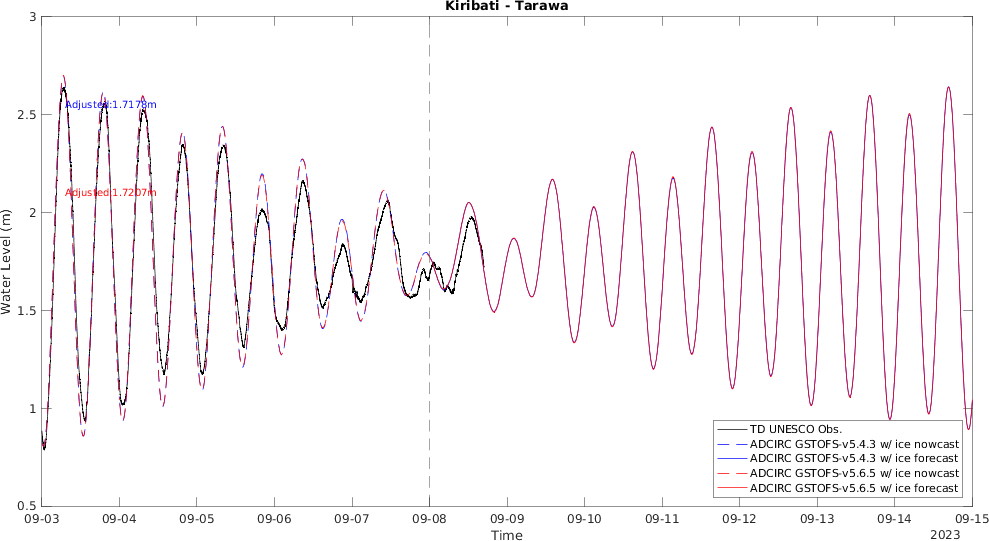 Kiribati - Tarawa
3
2.5
2
1.5
1
0.5
Water Level (m)
Adjusted:1.7178m
Adjusted:1.7207m
TD UNESCO Obs.
ADCIRC GSTOFS-v5.4.3 w/ ice nowcast
ADCIRC GSTOFS-v5.4.3 w/ ice forecast
ADCIRC GSTOFS-v5.6.5 w/ ice nowcast
ADCIRC GSTOFS-v5.6.5 w/ ice forecast
09-03 09-04 09-05 09-06 09-07 09-08 09-09 09-10 09-11 09-12 09-13 09-14 09-15
Time
2023